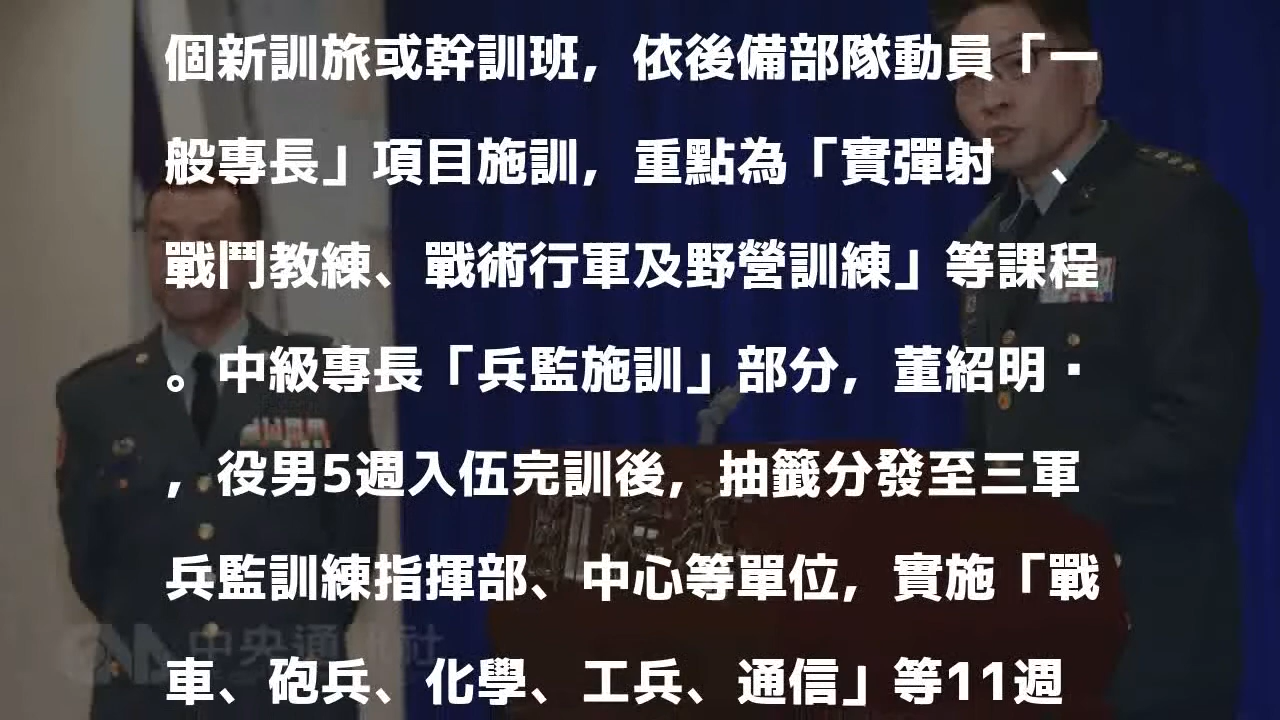 個新訓旅或幹訓班，依後備部隊動員「一
般專長」項目施訓，重點為「實彈射　、
戰鬥教練、戰術行軍及野營訓練」等課程
。中級專長「兵監施訓」部分，董紹明·
，役男5週入伍完訓後，抽籤分發至三軍
兵監訓練指揮部、中心等單位，實施「戰
車、砲兵、化學、工兵、通信」等11週
中央通訊社